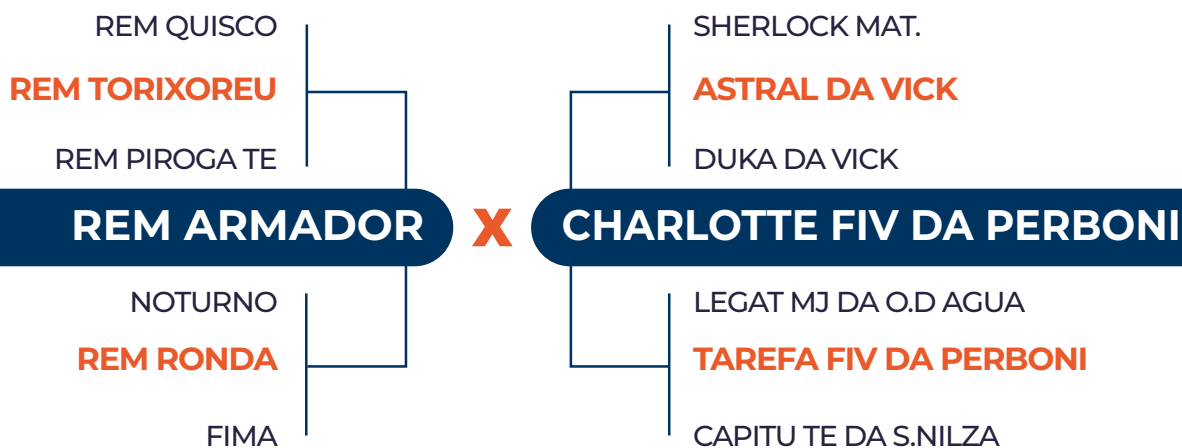 REM QUISCO
REM TORIXOREU
REM PIROGA TE
REM ARMADOR
NOTURNO
REM RONDA
FIMA
X
SHERLOCK MAT.
ASTRAL DA VICK
DUKA DA VICK
CHARLOTTE FIV DA PERBONI
LEGAT MJ DA O.D AGUA
TAREFA FIV DA PERBONI
CAPITU TE DA S.NILZA